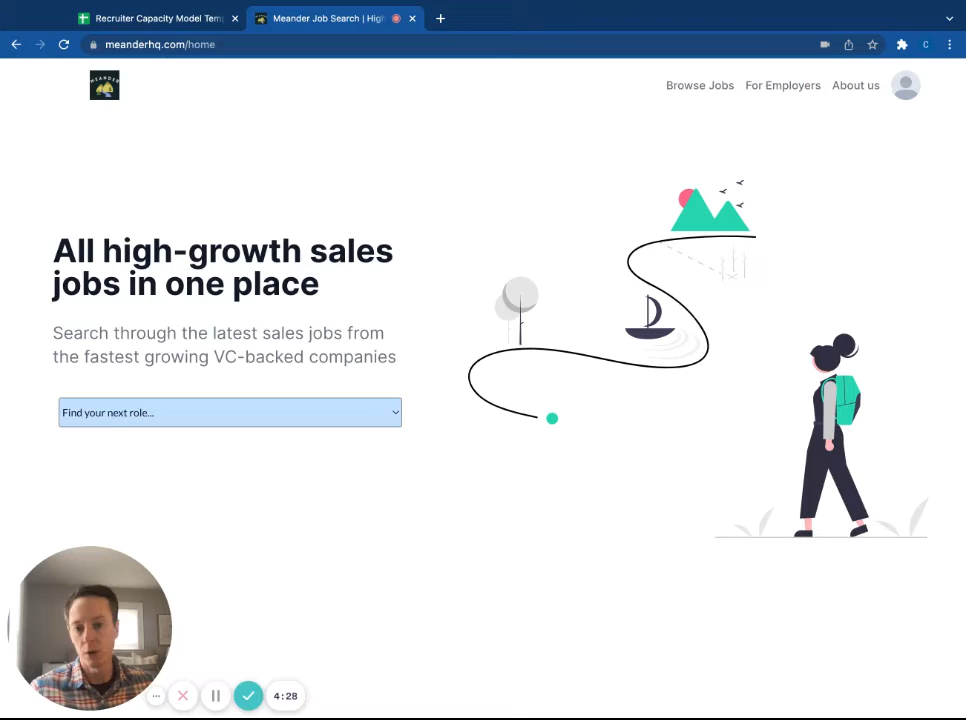 Recruiter Capacity Model Tem
Meander Job Search | High
meanderhq.com/home
C
MEANDER
Browse Jobs
For Employers
About us
All high-growth sales
jobs in one place
Search through the latest sales jobs from
the fastest growing VC-backed companies
Find your next role...
4:28